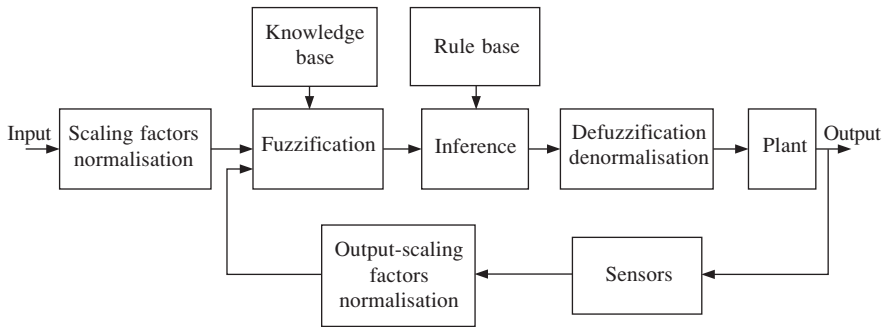 Knowledge
base
Rule base
Input
Scaling factors
normalisation
Fuzzification
Inference
Defuzzification
denormalisation
Plant
Output
Output-scaling
factors
normalisation
Sensors